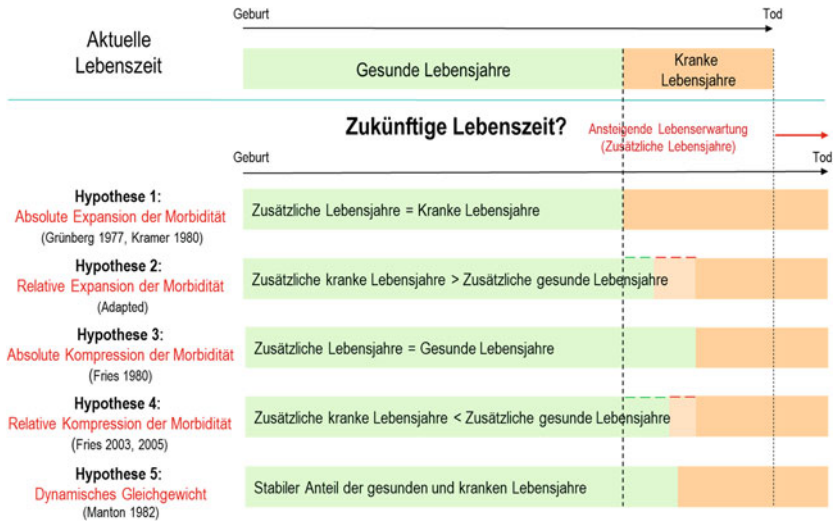 Aktuelle
Lebenszeit
Geburt
Tod
Gesunde Lebensjahre
Kranke
Lebensjahre
Zukünftige Lebenszeit?
Ansteigende Lebenserwartung
(Zusätzliche Lebensjahre)
Geburt
Tod
Hypothese 1:
Absolute Expansion der Morbidität
(Grünberg 1977, Kramer 1980)
Zusätzliche Lebensjahre = Kranke Lebensjahre
Hypothese 2:
Relative Expansion der Morbidität
(Adapted)
Zusätzliche kranke Lebensjahre > Zusätzliche gesunde Lebensjahre
Hypothese 3:
Absolute Kompression der Morbidität
(Fries 1980)
Zusätzliche Lebensjahre = Gesunde Lebensjahre
Hypothese 4:
Relative Kompression der Morbidität
(Fries 2003, 2005)
Zusätzliche kranke Lebensjahre < Zusätzliche gesunde Lebensjahre
Hypothese 5:
Dynamisches Gleichgewicht
(Manton 1982)
Stabiler Anteil der gesunden und kranken Lebensjahre